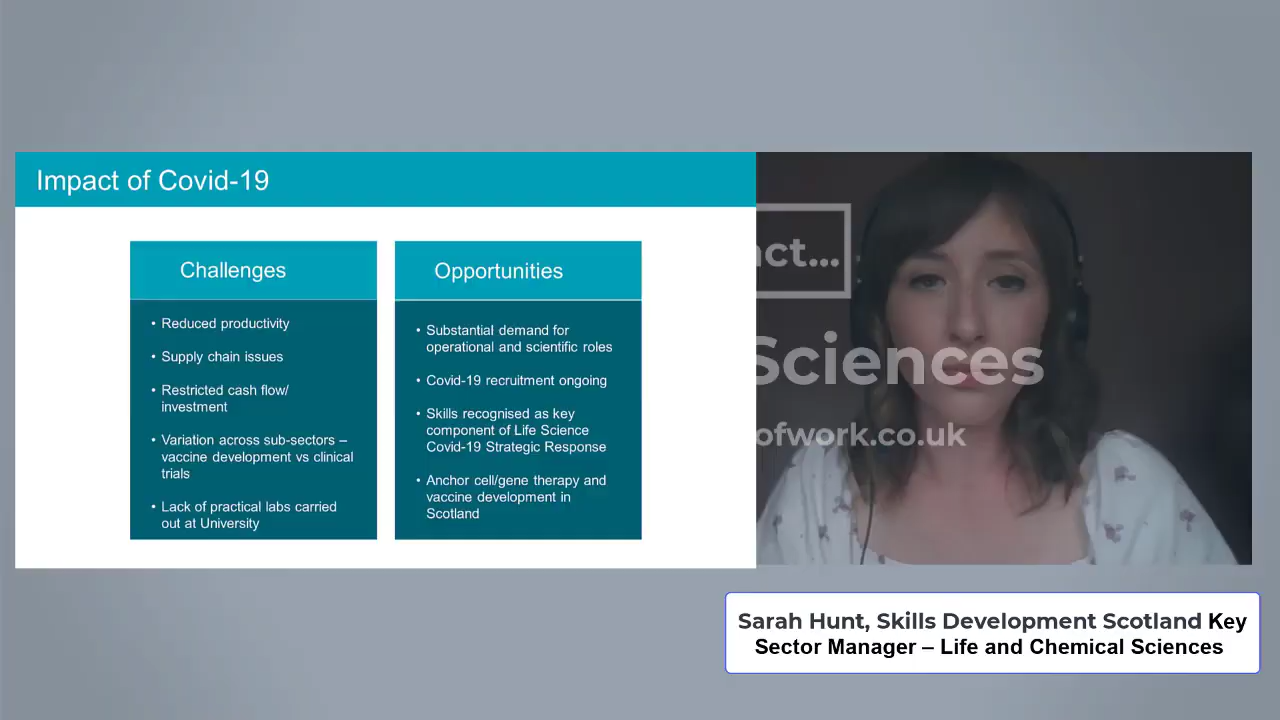 Impact of Covid-19
Challenges
• Reduced productivity
• Supply chain issues
• Restricted cash flow/
investment
• Variation across sub-sectors –
vaccine development vs clinical
trials
• Lack of practical labs carried
out at University
Opportunities
• Substantial demand for
operational and scientific roles
• Covid-19 recruitment ongoing
• Skills recognised as key
component of Life Science
Covid-19 Strategic Response
• Anchor cell/gene therapy and
vaccine development in
Scotland
ct...
Sciences
ofwork.co.uk
Sarah Hunt, Skills Development Scotland Key
Sector Manager – Life and Chemical Sciences